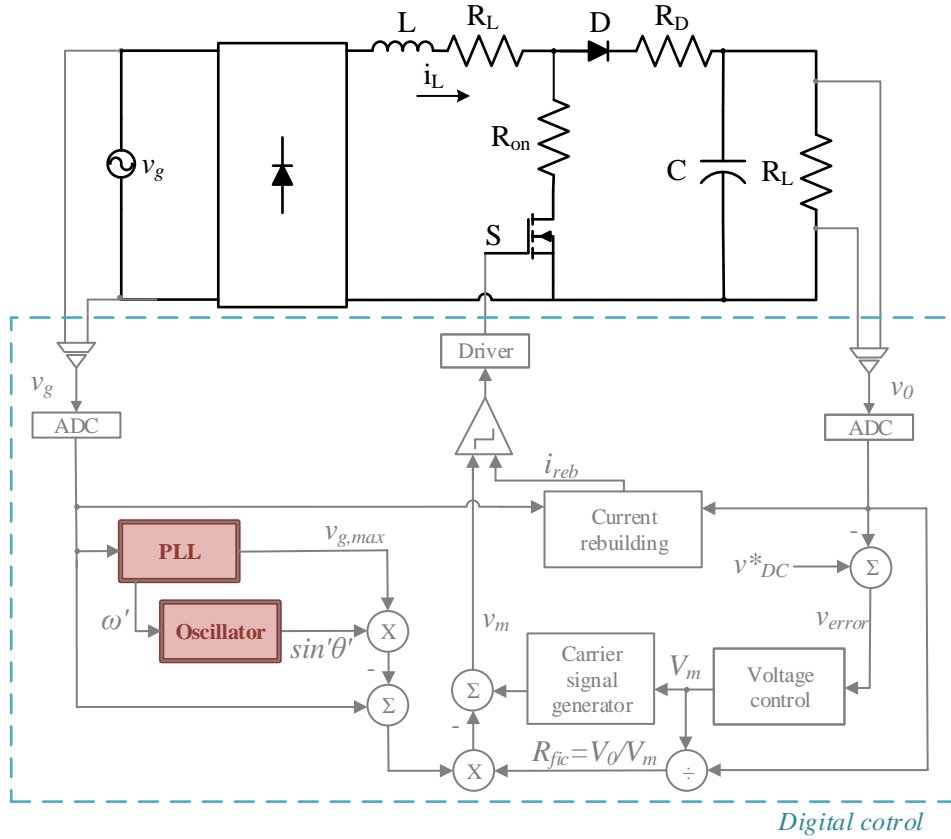 L
R_L
D
R_D
i_L
v_g
R_on
C
R_L
S
Driver
v_g
v_0
ADC
ADC
i_reb
Current
rebuilding
PLL
v_g,max
-
Σ
v*_DC
ω'
Oscillator
sin'θ'
X
v_m
v_error
-
Σ
Σ
Carrier
signal
generator
V_m
Voltage
control
-
X
R_fic=V_0/V_m
÷
Digital cotrol